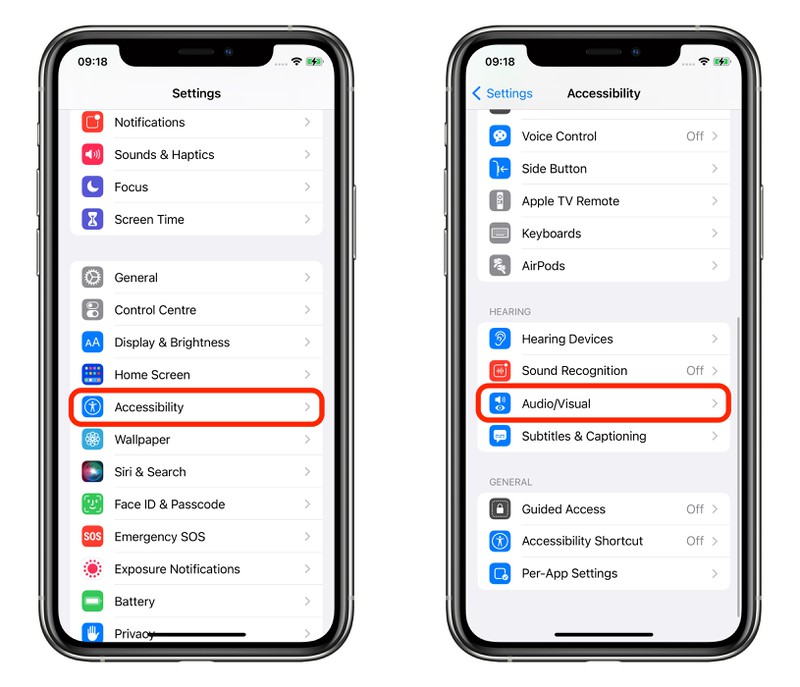 09:18
Settings
Notifications
Sounds & Haptics
Focus
Screen Time
General
Control Centre
AA Display & Brightness
Home Screen
Accessibility
Wallpaper
Siri & Search
Face ID & Passcode
SOS Emergency SOS
Exposure Notifications
Battery
Privacy
09:18
Settings Accessibility
Voice Control Off
Side Button
Apple TV Remote
Keyboards
AirPods
HEARING
Hearing Devices
Sound Recognition Off
Audio/Visual
Subtitles & Captioning
GENERAL
Guided Access Off
Accessibility Shortcut Off
Per-App Settings